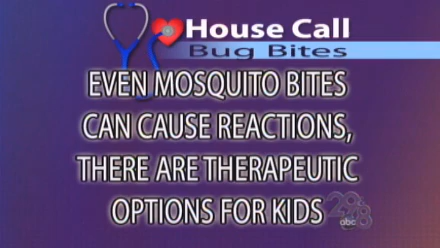 House Call
Bug Bites
EVEN MOSQUITO BITES
CAN CAUSE REACTIONS,
THERE ARE THERAPEUTIC
OPTIONS FOR KIDS
abc